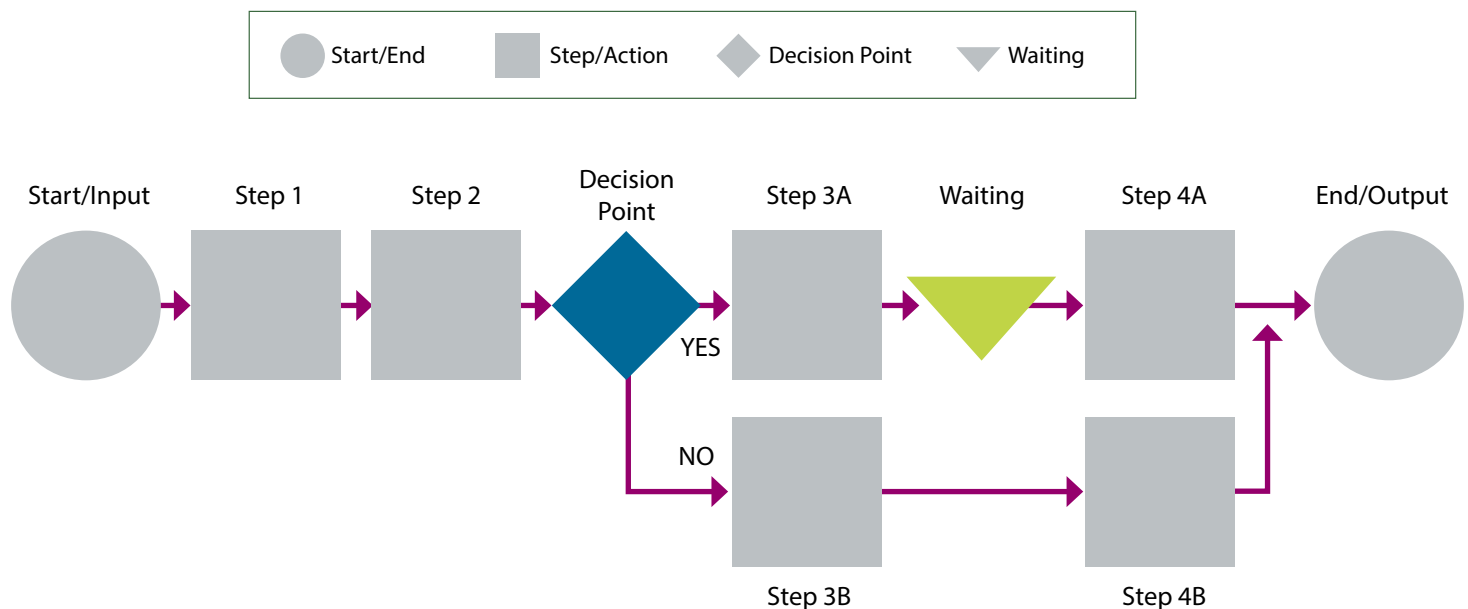 Start/End Step/Action Decision Point Waiting
Start/Input Step 1 Step 2 Decision Point Step 3A Waiting Step 4A End/Output
YES
NO
Step 3B Step 4B